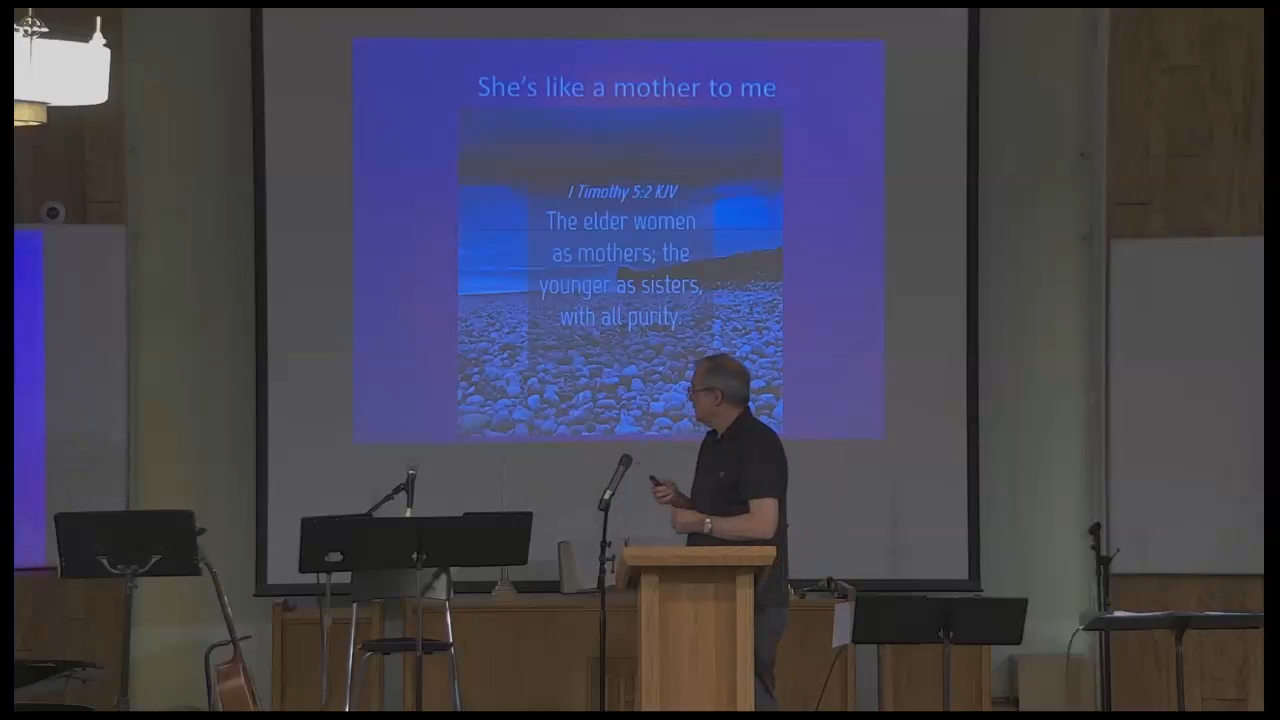 She's like a mother to me
1 Timothy 5:2 KJV
The elder women
as mothers; the
younger as sisters,
with all purity.